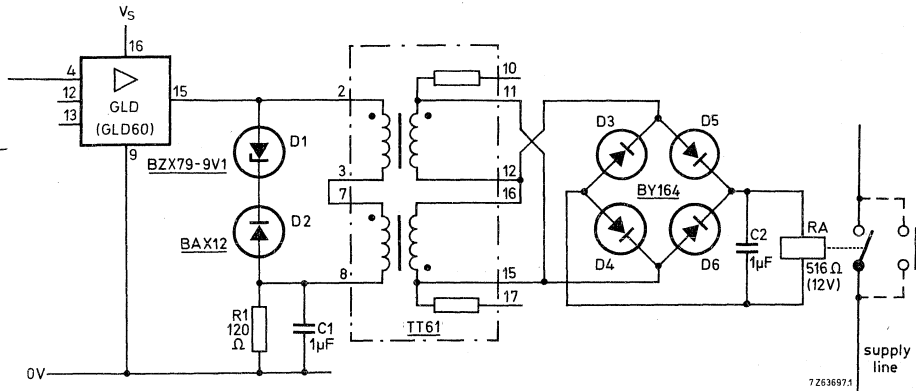 Vs
16
4
12
13
GLD
(GLD60)
15
9
D1
BZX79-9V1
D2
BAX12
R1
120
Ω
C1
1µF
0V
2
3
7
8
10
11
12
16
15
17
TT61
D3
D5
BY164
D4
D6
C2
1µF
RA
516Ω
(12V)
supply
line
7Z63697.1